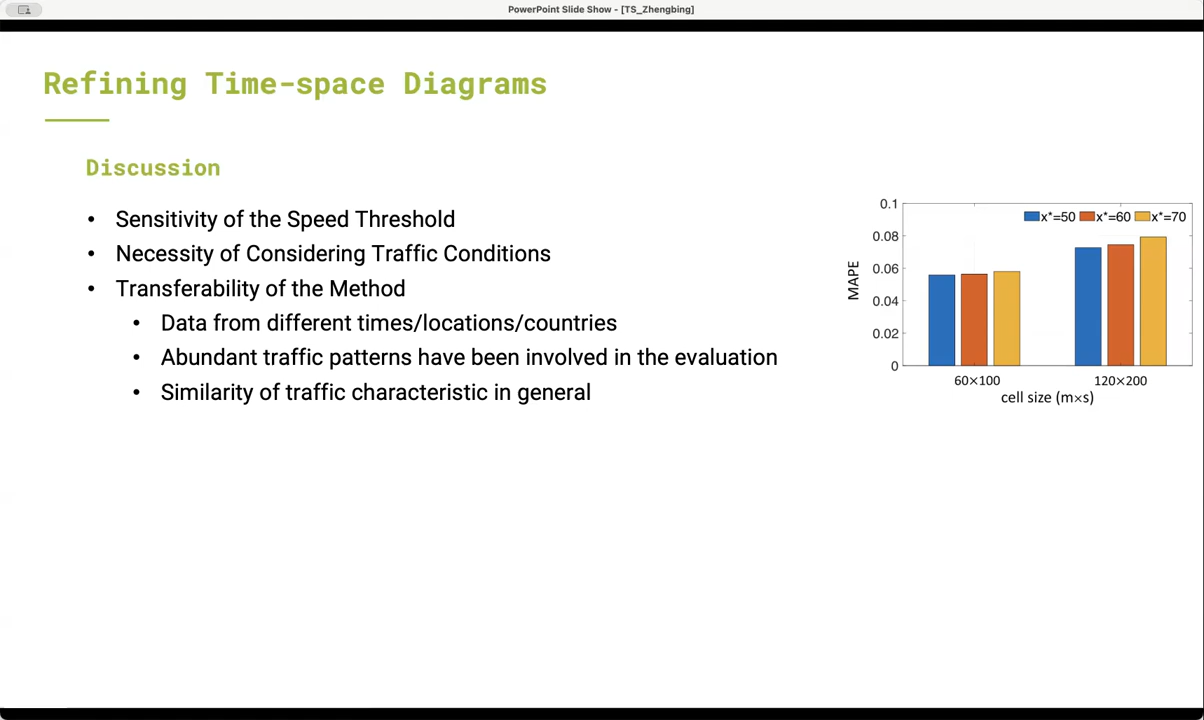 PowerPoint Slide Show - [TS_Zhengbing]
Refining Time-space Diagrams
Discussion
• Sensitivity of the Speed Threshold
• Necessity of Considering Traffic Conditions
• Transferability of the Method
• Data from different times/locations/countries
• Abundant traffic patterns have been involved in the evaluation
• Similarity of traffic characteristic in general
x*=50 x*=60 x*=70
MAPE
0.1
0.08
0.06
0.04
0.02
0
60×100 120×200
cell size (m×s)